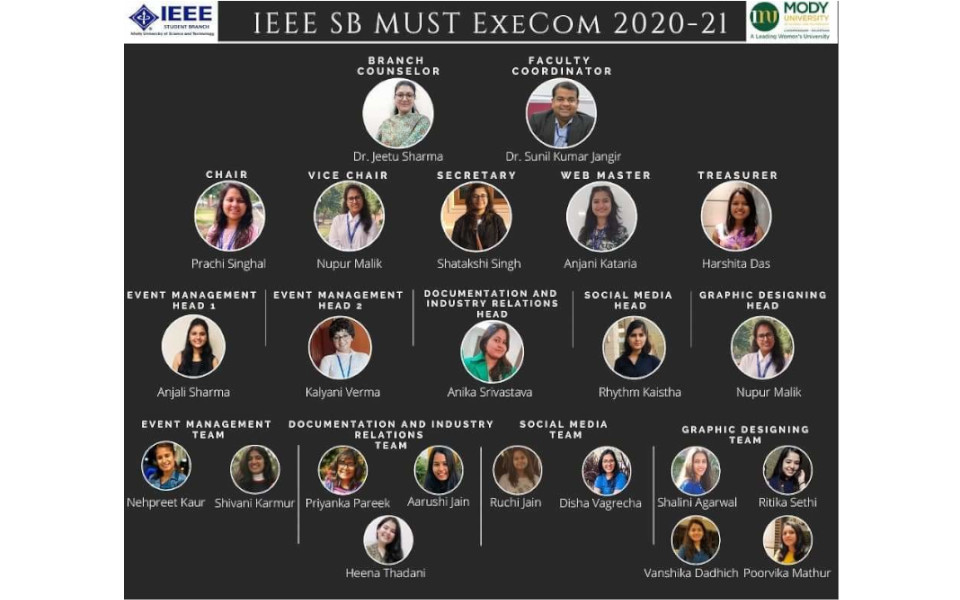 IEEE
STUDENT BRANCH
Mody University of Science and Technology
IEEE SB MUST EXECOM 2020-21
MODY
UNIVERSITY
A Leading Women's University
BRANCH
COUNSELOR
FACULTY
COORDINATOR
Dr. Jeetu Sharma
Dr. Sunil Kumar Jangir
CHAIR
VICE CHAIR
SECRETARY
WEB MASTER
TREASURER
Prachi Singhal
Nupur Malik
Shatakshi Singh
Anjani Kataria
Harshita Das
EVENT MANAGEMENT
HEAD 1
EVENT MANAGEMENT
HEAD 2
DOCUMENTATION AND
INDUSTRY RELATIONS
HEAD
SOCIAL MEDIA
HEAD
GRAPHIC DESIGNING
HEAD
Anjali Sharma
Kalyani Verma
Anika Srivastava
Rhythm Kaistha
Nupur Malik
EVENT MANAGEMENT
TEAM
DOCUMENTATION AND INDUSTRY
RELATIONS
TEAM
SOCIAL MEDIA
TEAM
GRAPHIC DESIGNING
TEAM
Nehpreet Kaur
Shivani Karmur
Priyanka Pareek
Aarushi Jain
Ruchi Jain
Disha Vagrecha
Shalini Agarwal
Ritika Sethi
Heena Thadani
Vanshika Dadhich
Poorvika Mathur